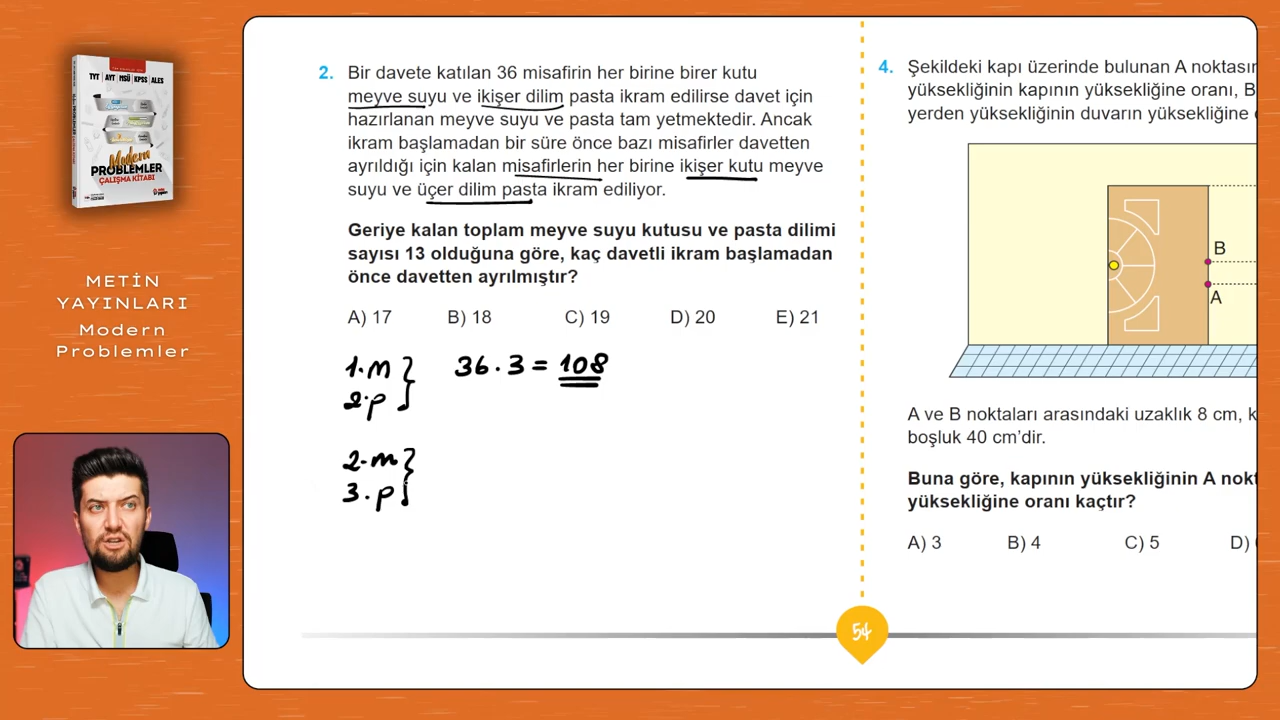 TYT | AYT | MSÜ | KPSS | ALES
Modern
PROBLEMLER
ÇALIŞMA KİTABI
METİN
YAYINLARI
Modern
Problemler
2. Bir davete katılan 36 misafirin her birine birer kutu
meyve suyu ve ikişer dilim pasta ikram edilirse davet için
hazırlanan meyve suyu ve pasta tam yetmektedir. Ancak
ikram başlamadan bir süre önce bazı misafirler davetten
ayrıldığı için kalan misafirlerin her birine ikişer kutu meyve
suyu ve üçer dilim pasta ikram ediliyor.
Geriye kalan toplam meyve suyu kutusu ve pasta dilimi
sayısı 13 olduğuna göre, kaç davetli ikram başlamadan
önce davetten ayrılmıştır?
A) 17 B) 18 C) 19 D) 20 E) 21
1.m
2.p
36.3 = 108
2.m
3.p
4. Şekildeki kapı üzerinde bulunan A noktasır
yüksekliğinin kapının yüksekliğine oranı, B
yerden yüksekliğinin duvarın yüksekliğine
B
A
A ve B noktaları arasındaki uzaklık 8 cm, k
boşluk 40 cm'dir.
Buna göre, kapının yüksekliğinin A nokt
yüksekliğine oranı kaçtır?
A) 3 B) 4 C) 5 D)
54